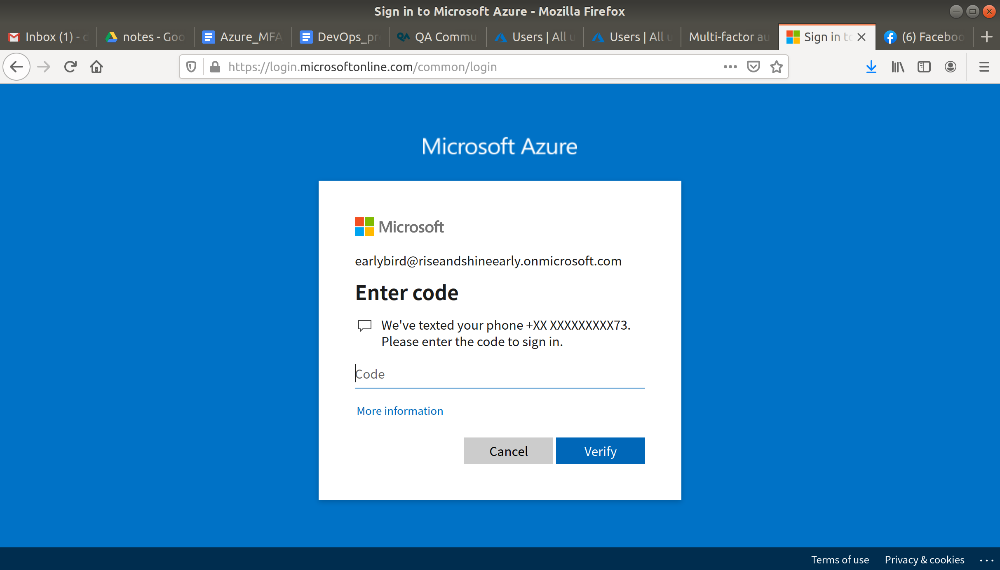 Sign in to Microsoft Azure - Mozilla Firefox
Inbox (1) -
notes - Goo
Azure_MFA
DevOps_pr
QA Commu
Users | All u
Users | All u
Multi-factor au
Sign in to
(6) Faceboo
https://login.microsoftonline.com/common/login
Microsoft Azure
Microsoft
earlybird@riseandshineearly.onmicrosoft.com
Enter code
We've texted your phone +XX XXXXXXXXX73.
Please enter the code to sign in.
Code
More information
Cancel
Verify
Terms of use
Privacy & cookies